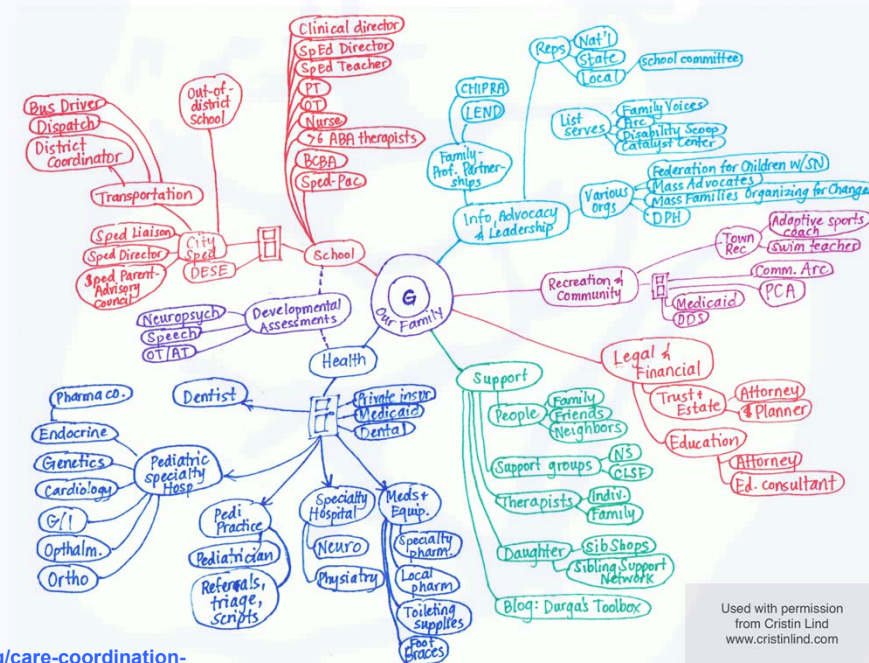 Clinical director
SpEd Director
SpEd Teacher
PT
OT
Nurse
>6 ABA therapists
BCBA
Sped-Pac
School
Out-of-
district
School
Bus Driver
Dispatch
District
Coordinator
Transportation
Sped Liaison
Sped Director
Sped Parent-
Advisory
Council
City
Sped
DESE
Reps
Nat'l
State
Local
school committee
CHIPRA
LEND
Family-
Prof. Partner-
ships
List
serves
Family Voices
Arc
Disability Scoop
Catalyst Center
Info, Advocacy
& Leadership
Various
orgs
Federation for Children w/SN
Mass Advocates
Mass Families Organizing for Change
DPH
G
Our Family
Recreation &
Community
Town
Rec
Adaptive sports
coach
Swim teacher
Comm. Arc
PCA
Medicaid
DDS
Developmental
Assessments
Neuropsych
Speech
OT/AT
Health
Dentist
Private insur
Medicaid
Dental
Pharma co.
Endocrine
Genetics
Cardiology
G/I
Opthalm.
Ortho
Pediatric
specialty
Hosp
Pedi
Practice
Pediatrician
Referrals,
triage,
scripts
Specialty
Hospital
Neuro
Physiatry
Meds +
Equip.
Specialty
pharm.
Local
pharm
Toileting
supplies
Foot
Braces
Support
People
Family
Friends
Neighbors
Support groups
NS
CLSF
Therapists
Indiv.
Family
Daughter
SibShops
Sibling Support
Network
Blog: Durga's Toolbox
Legal &
Financial
Trust +
Estate
Attorney
$ Planner
Education
Attorney
Ed. consultant
Used with permission
from Cristin Lind
www.cristinlind.com
g/care-coordination-